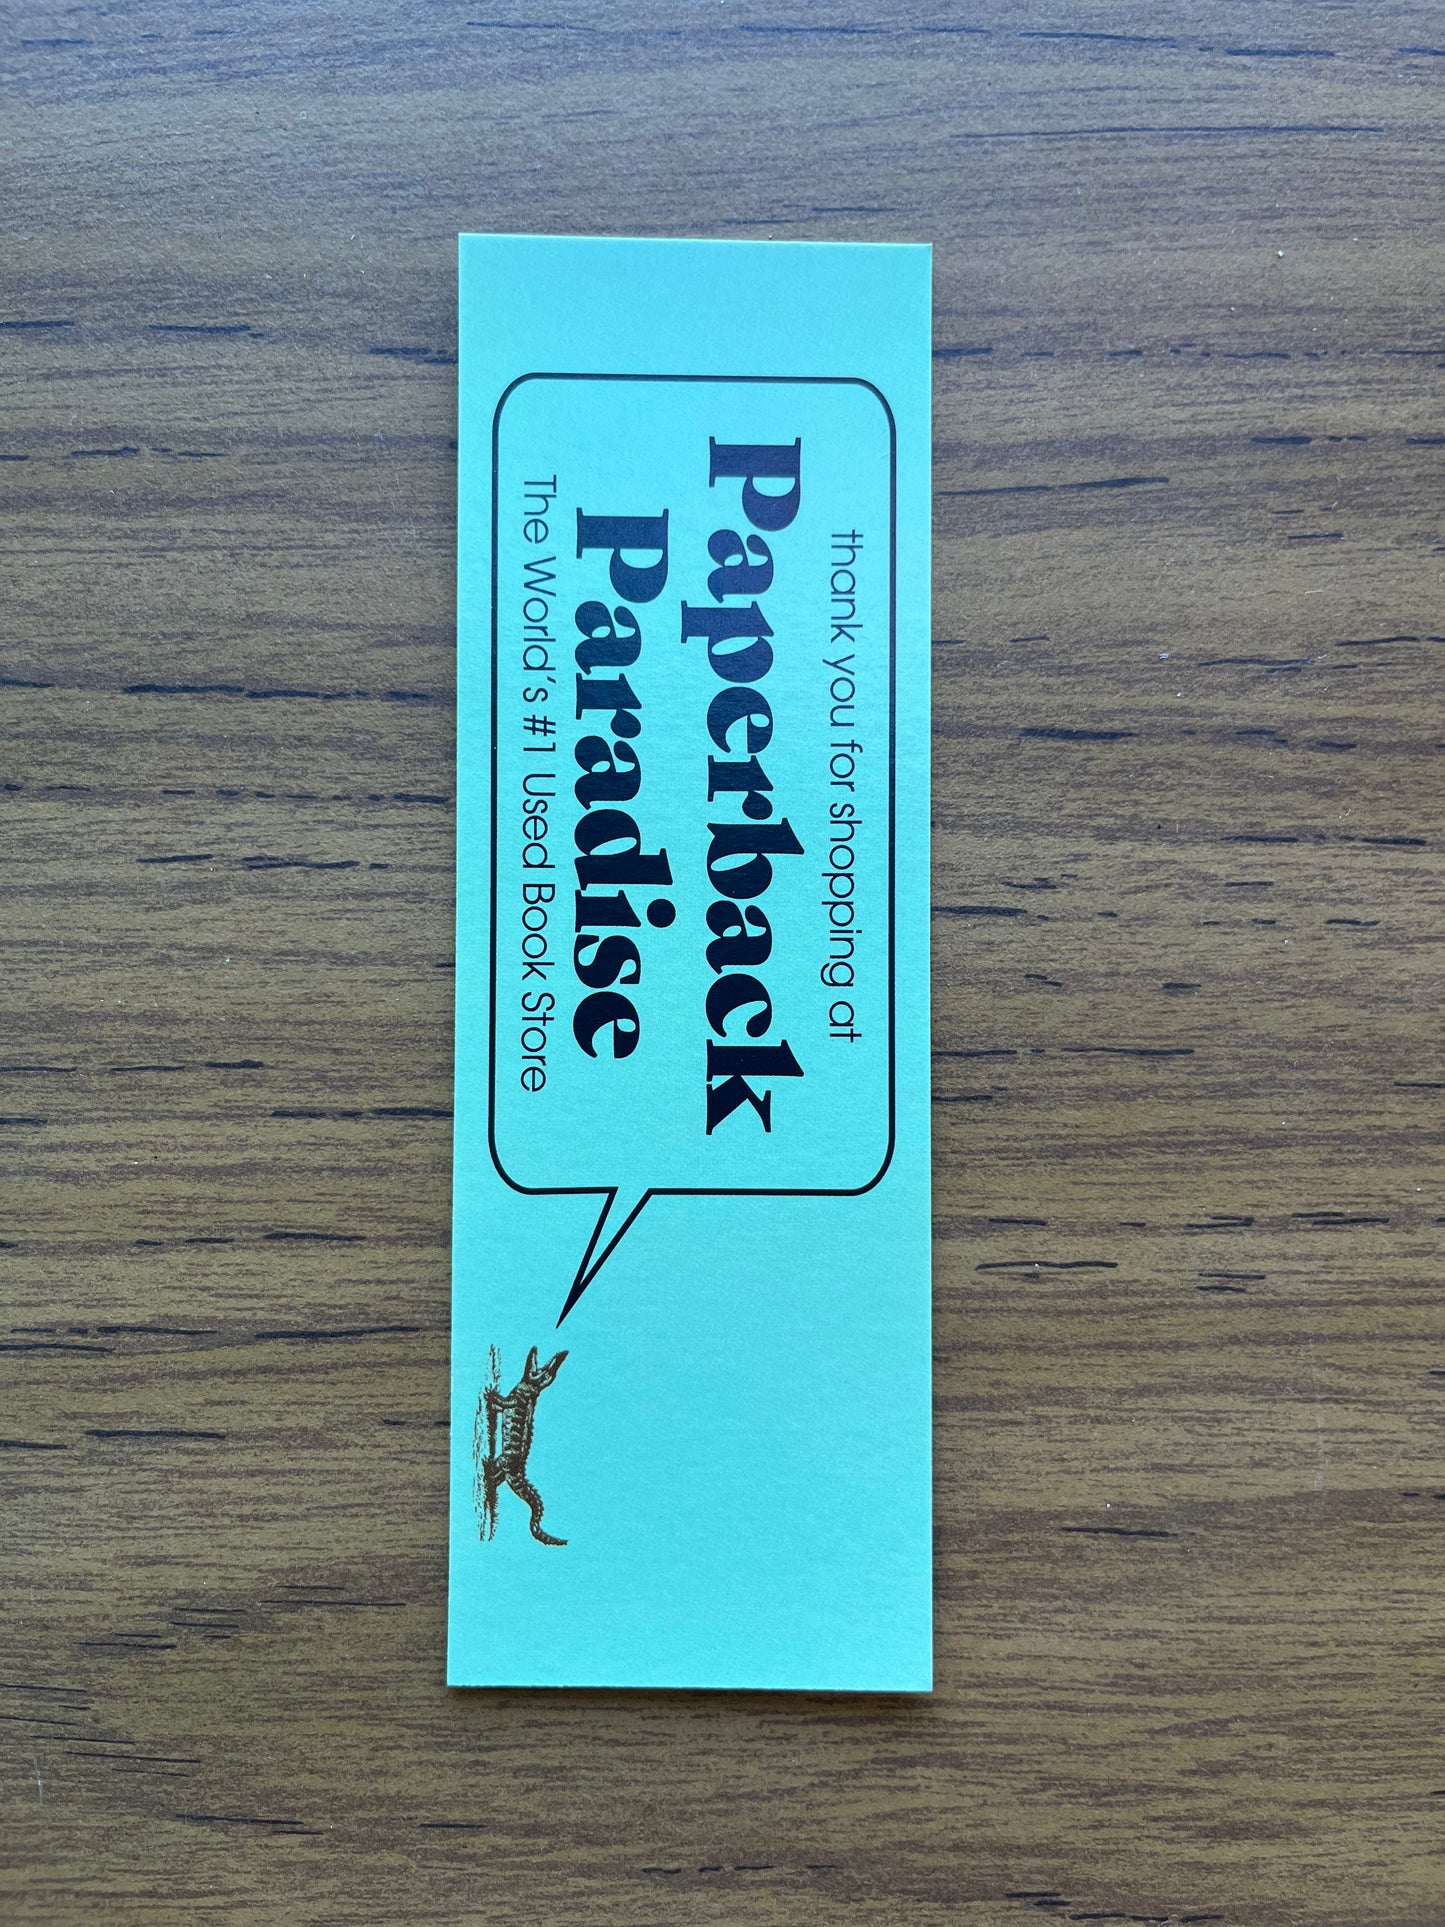 thank you for shopping at
Paperback
Paradise
The World's #1 Used Book Store